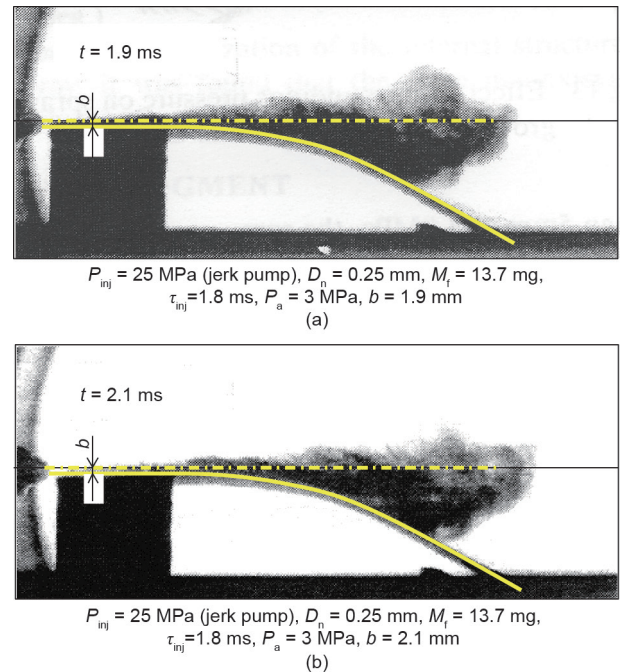 t = 1.9 ms
b
P_inj = 25 MPa (jerk pump), D_n = 0.25 mm, M_f = 13.7 mg,
τ_inj=1.8 ms, P_a = 3 MPa, b = 1.9 mm
(a)
t = 2.1 ms
b
P_inj = 25 MPa (jerk pump), D_n = 0.25 mm, M_f = 13.7 mg,
τ_inj=1.8 ms, P_a = 3 MPa, b = 2.1 mm
(b)